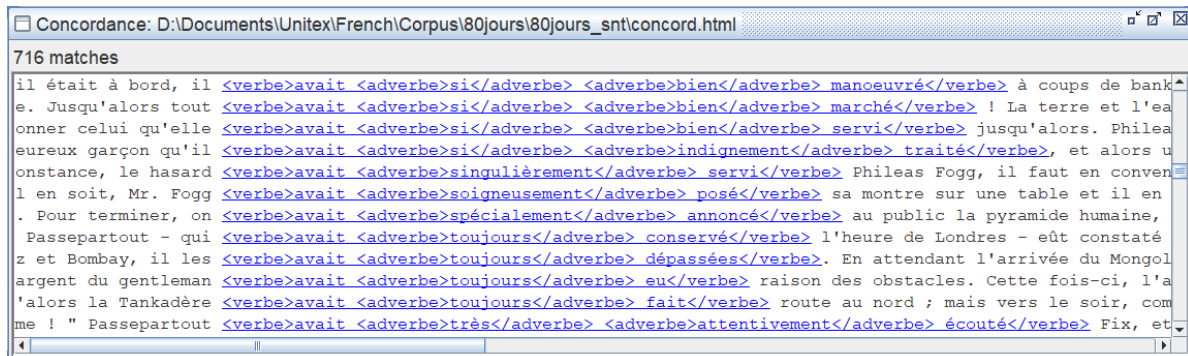 Concordance: D:\Documents\Unitex\French\Corpus\80jours\80jours_snt\concord.html
716 matches
il était à bord, il <verbe>avait <adverbe>si</adverbe> <adverbe>bien</adverbe> manoeuvré</verbe> à coups de bank
e. Jusqu'alors tout <verbe>avait <adverbe>si</adverbe> <adverbe>bien</adverbe> marché</verbe> ! La terre et l'ea
onner celui qu'elle <verbe>avait <adverbe>si</adverbe> <adverbe>bien</adverbe> servi</verbe> jusqu'alors. Philea
eureux garçon qu'il <verbe>avait <adverbe>si</adverbe> <adverbe>indignement</adverbe> traité</verbe>, et alors u
onstance, le hasard <verbe>avait <adverbe>singulièrement</adverbe> servi</verbe> Phileas Fogg, il faut en conven
l en soit, Mr. Fogg <verbe>avait <adverbe>soigneusement</adverbe> posé</verbe> sa montre sur une table et il en
. Pour terminer, on <verbe>avait <adverbe>spécialement</adverbe> annoncé</verbe> au public la pyramide humaine,
Passepartout - qui <verbe>avait <adverbe>toujours</adverbe> conservé</verbe> l'heure de Londres - eût constaté
z et Bombay, il les <verbe>avait <adverbe>toujours</adverbe> dépassées</verbe>. En attendant l'arrivée du Mongol
argent du gentleman <verbe>avait <adverbe>toujours</adverbe> eu</verbe> raison des obstacles. Cette fois-ci, l'a
'alors la Tankadère <verbe>avait <adverbe>toujours</adverbe> fait</verbe> route au nord ; mais vers le soir, com
me ! " Passepartout <verbe>avait <adverbe>très</adverbe> <adverbe>attentivement</adverbe> écouté</verbe> Fix, et